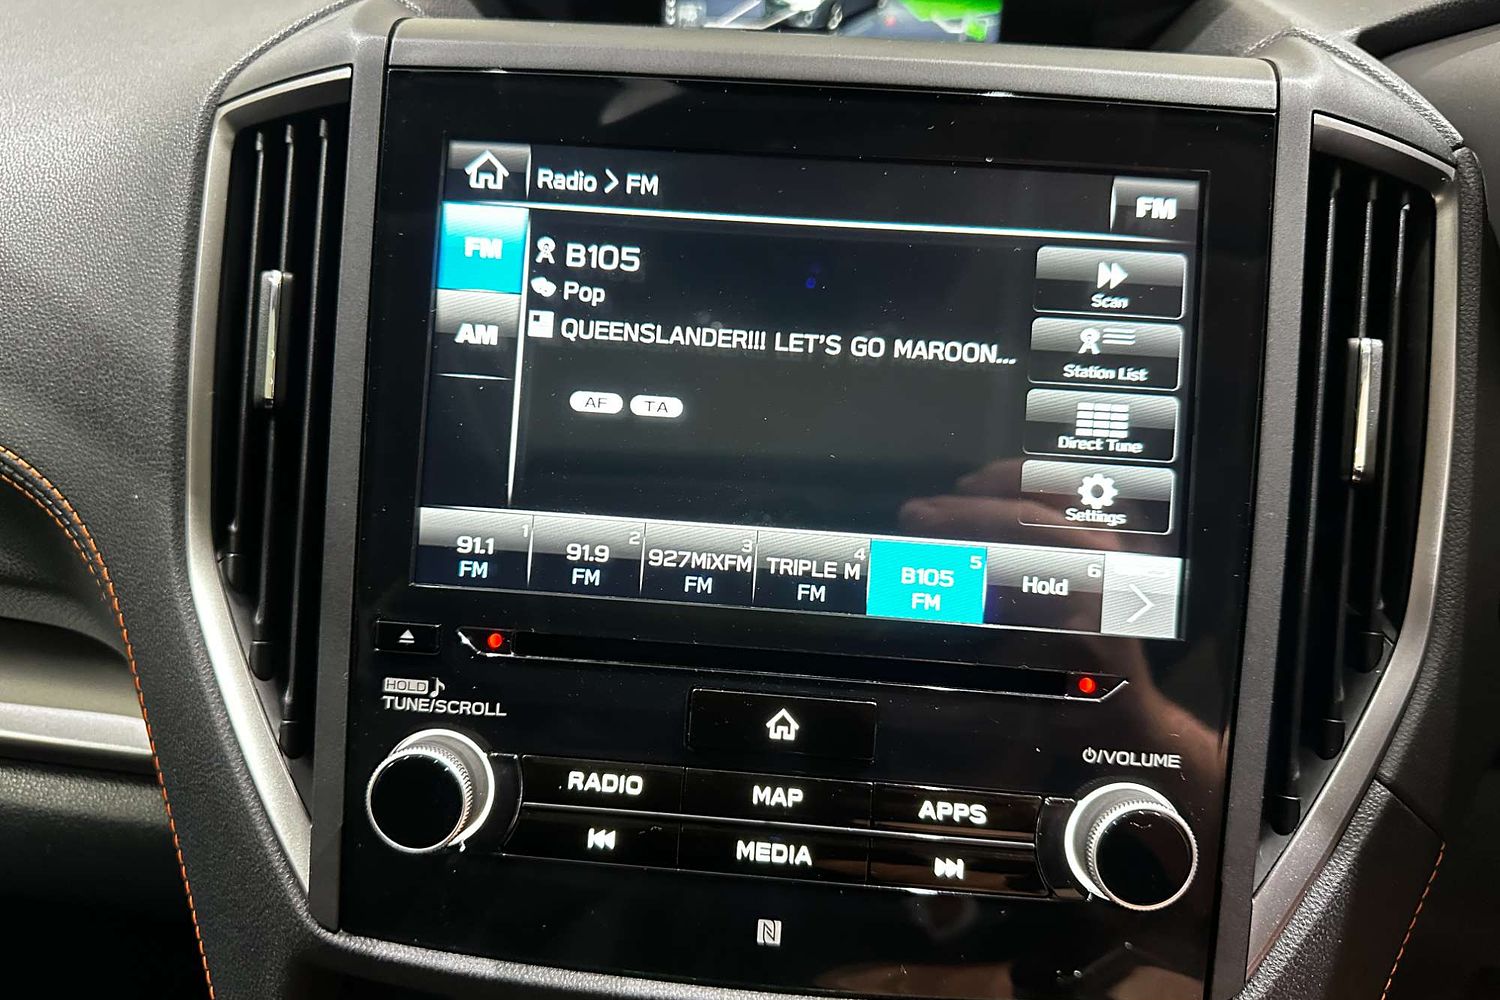 Radio > FM
FM
FM
AM
B105
Pop
QUEENSLANDER!!! LET'S GO MAROON...
AF TA
Scan
Station List
Direct Tune
Settings
1
91.1
FM
2
91.9
FM
3
927MiXFM
FM
4
TRIPLE M
FM
5
B105
FM
6
Hold
HOLD
TUNE/SCROLL
/VOLUME
RADIO
MAP
APPS
MEDIA
N